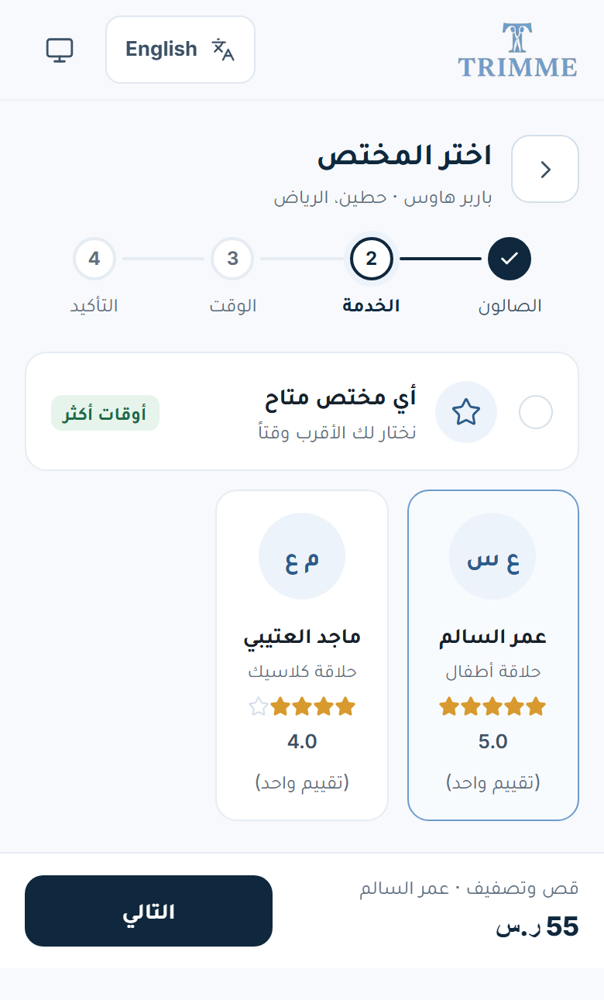 TRIMME
English
اختر المختص
باربر هاوس · حطين، الرياض
2
3
4
الصالون
الخدمة
الوقت
التأكيد
أي مختص متاح
نختار لك الأقرب وقتاً
أوقات أكثر
ع س
عمر السالم
حلاقة أطفال
5.0
(تقييم واحد)
م ع
ماجد العتيبي
حلاقة كلاسيك
4.0
(تقييم واحد)
قص وتصفيف · عمر السالم
55 ر.س
التالي